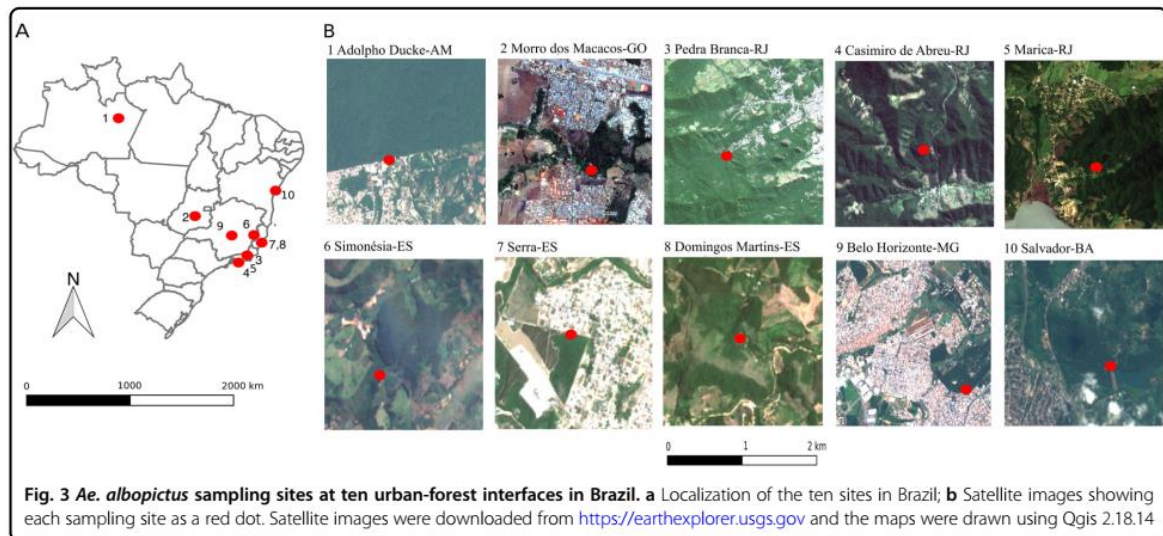 A
B
1 Adolpho Ducke-AM
2 Morro dos Macacos-GO
3 Pedra Branca-RJ
4 Casimiro de Abreu-RJ
5 Marica-RJ
1
10
2
9
6
7,8
3
5
4
N
0 1000 2000 km
6 Simonésia-ES
7 Serra-ES
8 Domingos Martins-ES
9 Belo Horizonte-MG
10 Salvador-BA
0 1 2 km
Fig. 3 Ae. albopictus sampling sites at ten urban-forest interfaces in Brazil. a Localization of the ten sites in Brazil; b Satellite images showing
each sampling site as a red dot. Satellite images were downloaded from https://earthexplorer.usgs.gov and the maps were drawn using Qgis 2.18.14